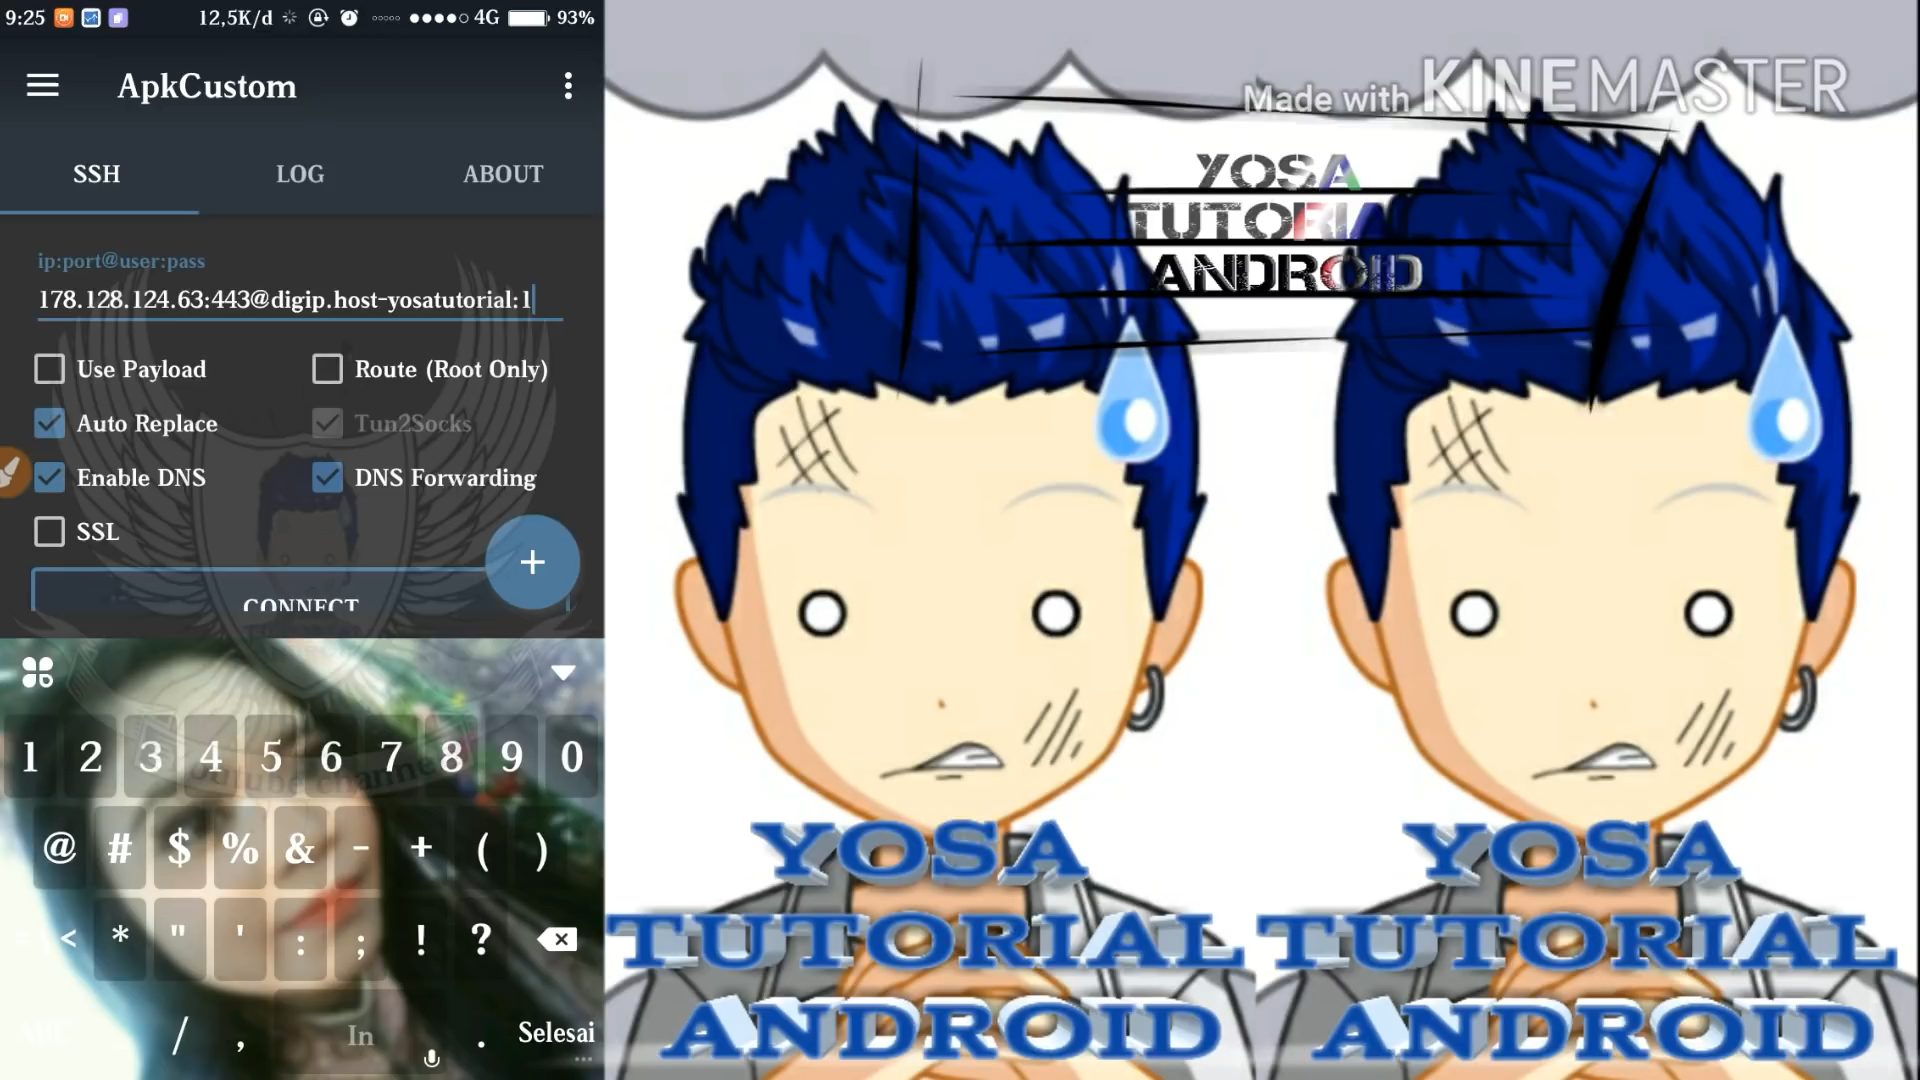 9:25 12,5K/d 4G 93%
ApkCustom
SSH LOG ABOUT
ip:port@user:pass
178.128.124.63:443@digip.host-yosatutorial:1
Use Payload Route (Root Only)
Auto Replace Tun2Socks
Enable DNS DNS Forwarding
SSL
+
CONNECT
1 2 3 4 5 6 7 8 9 0
@ # $ % & - + ( )
< * " ' : ; ! ?
/ , In . Selesai
Made with KINEMASTER
YOSA
TUTORIA
ANDROID
YOSA
TUTORIAL
ANDROID
YOSA
TUTORIAL
ANDROID